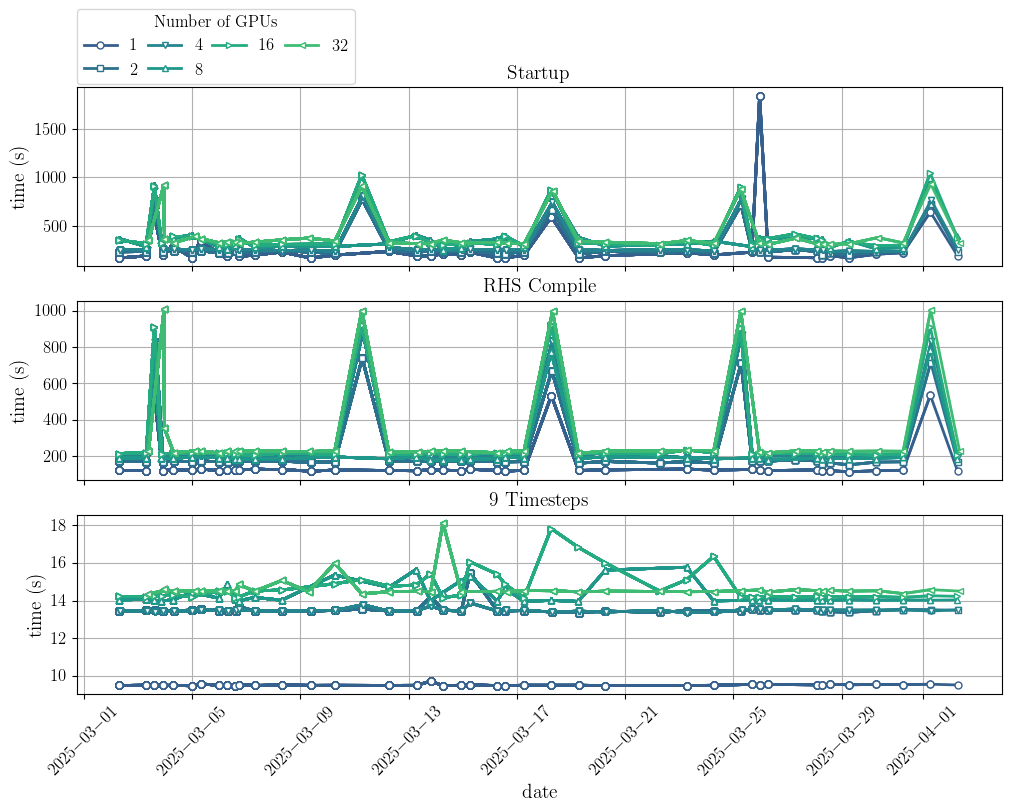 Number of GPUs
1 4 16 32
2 8
Startup
time (s)
1500
1000
500
RHS Compile
time (s)
1000
800
600
400
200
9 Timesteps
time (s)
18
16
14
12
10
2025−03−01 2025−03−05 2025−03−09 2025−03−13 2025−03−17 2025−03−21 2025−03−25 2025−03−29 2025−04−01
date